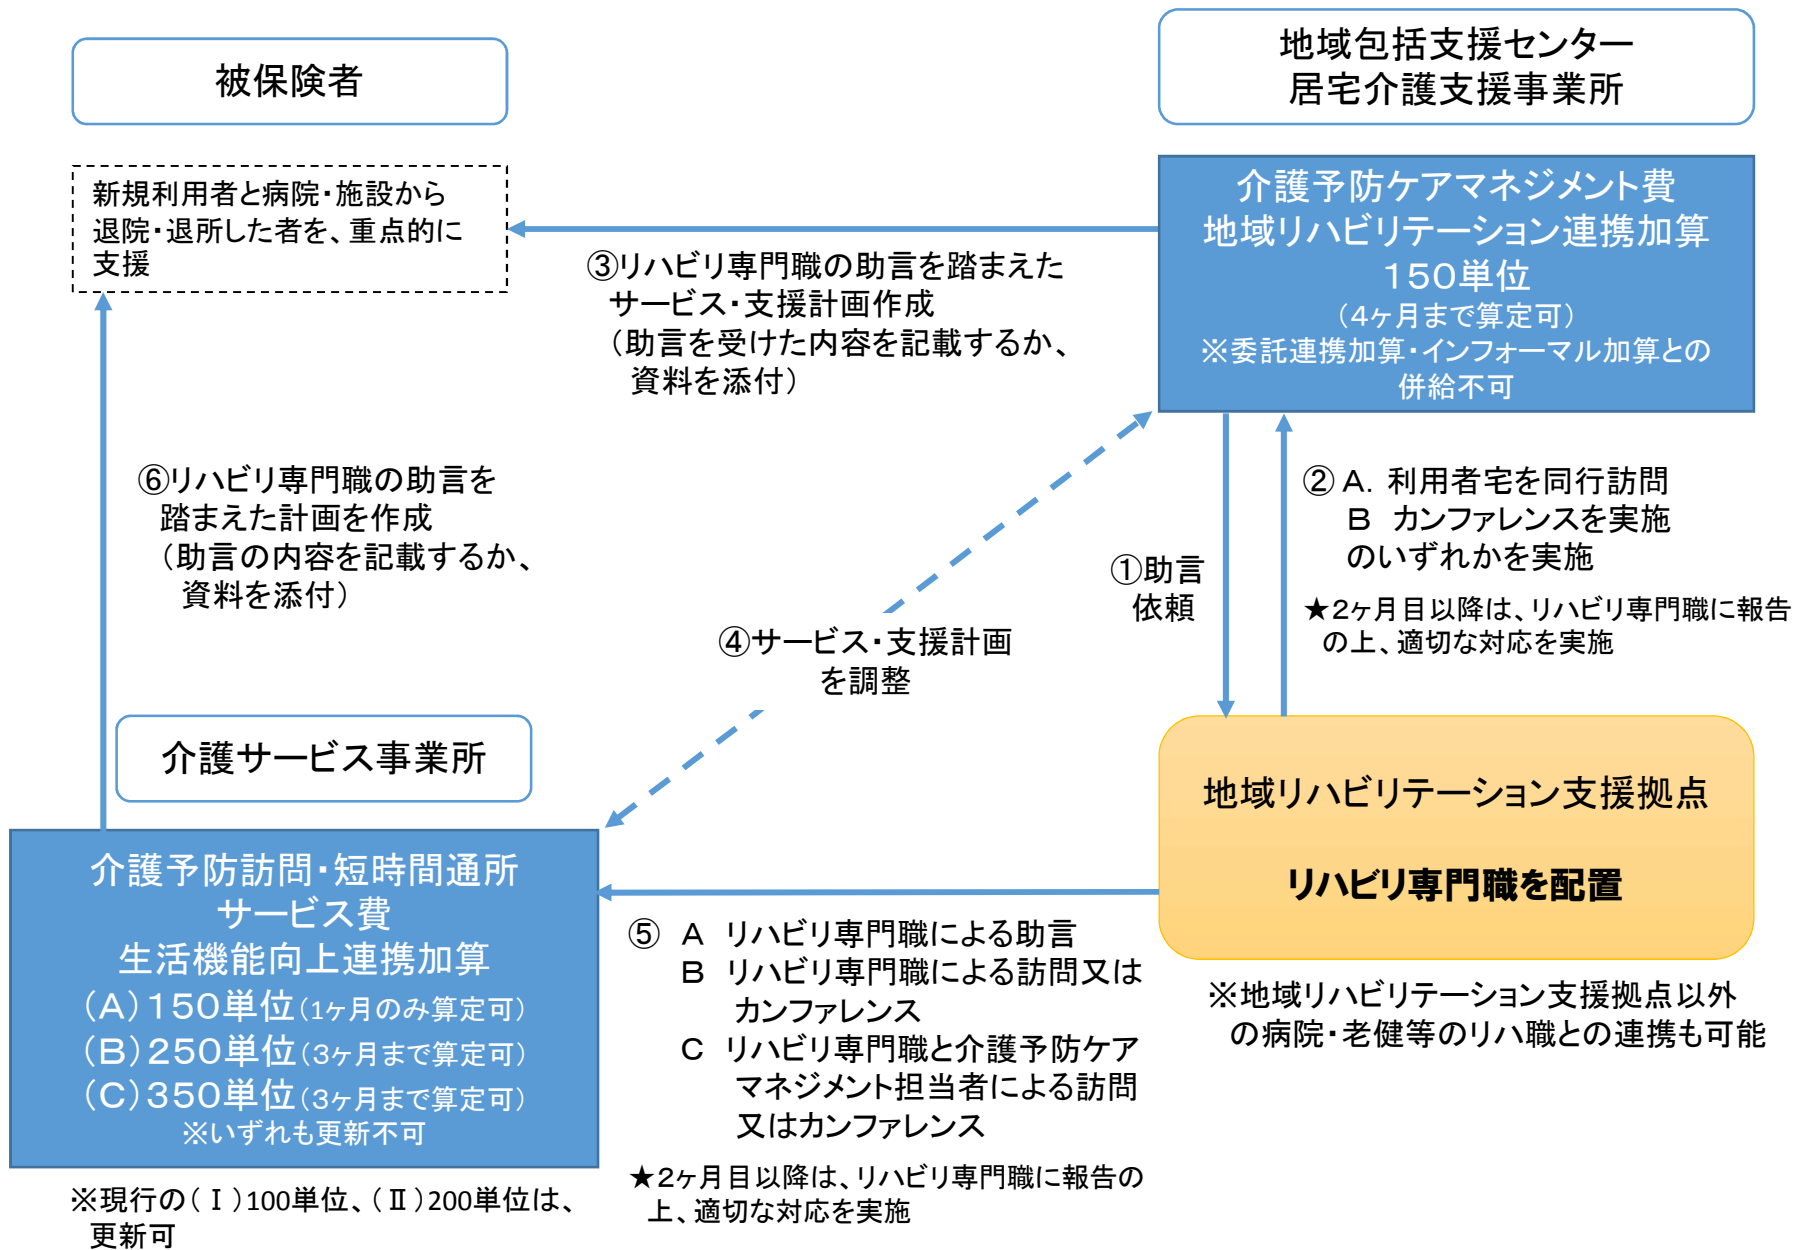 被保険者
地域包括支援センター
居宅介護支援事業所
新規利用者と病院・施設から
退院・退所した者を、重点的に
支援
介護予防ケアマネジメント費
地域リハビリテーション連携加算
150単位
（4ヶ月まで算定可）
※委託連携加算・インフォーマル加算との
併給不可
③リハビリ専門職の助言を踏まえた
サービス・支援計画作成
（助言を受けた内容を記載するか、
資料を添付）
⑥リハビリ専門職の助言を
踏まえた計画を作成
（助言の内容を記載するか、
資料を添付）
② A．利用者宅を同行訪問
B カンファレンスを実施
のいずれかを実施
①助言
依頼
★2ヶ月目以降は、リハビリ専門職に報告
の上、適切な対応を実施
④サービス・支援計画
を調整
介護サービス事業所
地域リハビリテーション支援拠点
リハビリ専門職を配置
介護予防訪問・短時間通所
サービス費
生活機能向上連携加算
（A）150単位（1ヶ月のみ算定可）
（B）250単位（3ヶ月まで算定可）
（C）350単位（3ヶ月まで算定可）
※いずれも更新不可
⑤ A リハビリ専門職による助言
B リハビリ専門職による訪問又は
カンファレンス
C リハビリ専門職と介護予防ケア
マネジメント担当者による訪問
又はカンファレンス
※地域リハビリテーション支援拠点以外
の病院・老健等のリハ職との連携も可能
★2ヶ月目以降は、リハビリ専門職に報告の
上、適切な対応を実施
※現行の（Ⅰ）100単位、（Ⅱ）200単位は、
更新可